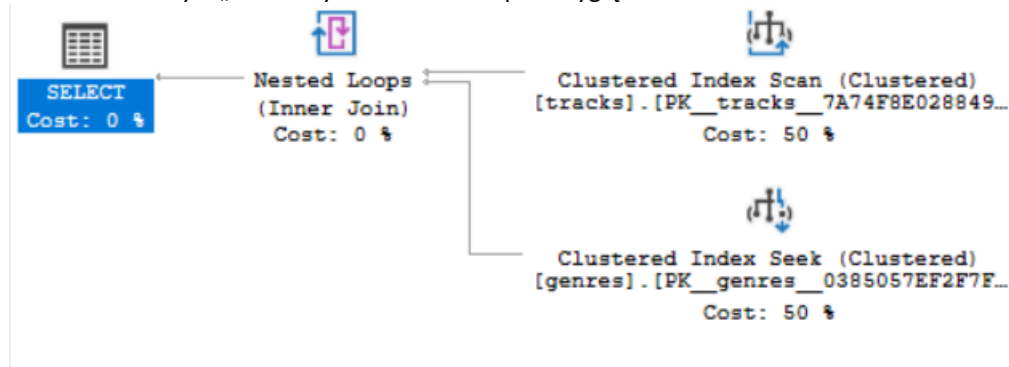 SELECT
Cost: 0 %
Nested Loops
(Inner Join)
Cost: 0 %
Clustered Index Scan (Clustered)
[tracks].[PK__tracks__7A74F8E028849…
Cost: 50 %
Clustered Index Seek (Clustered)
[genres].[PK__genres__0385057EF2F7F…
Cost: 50 %